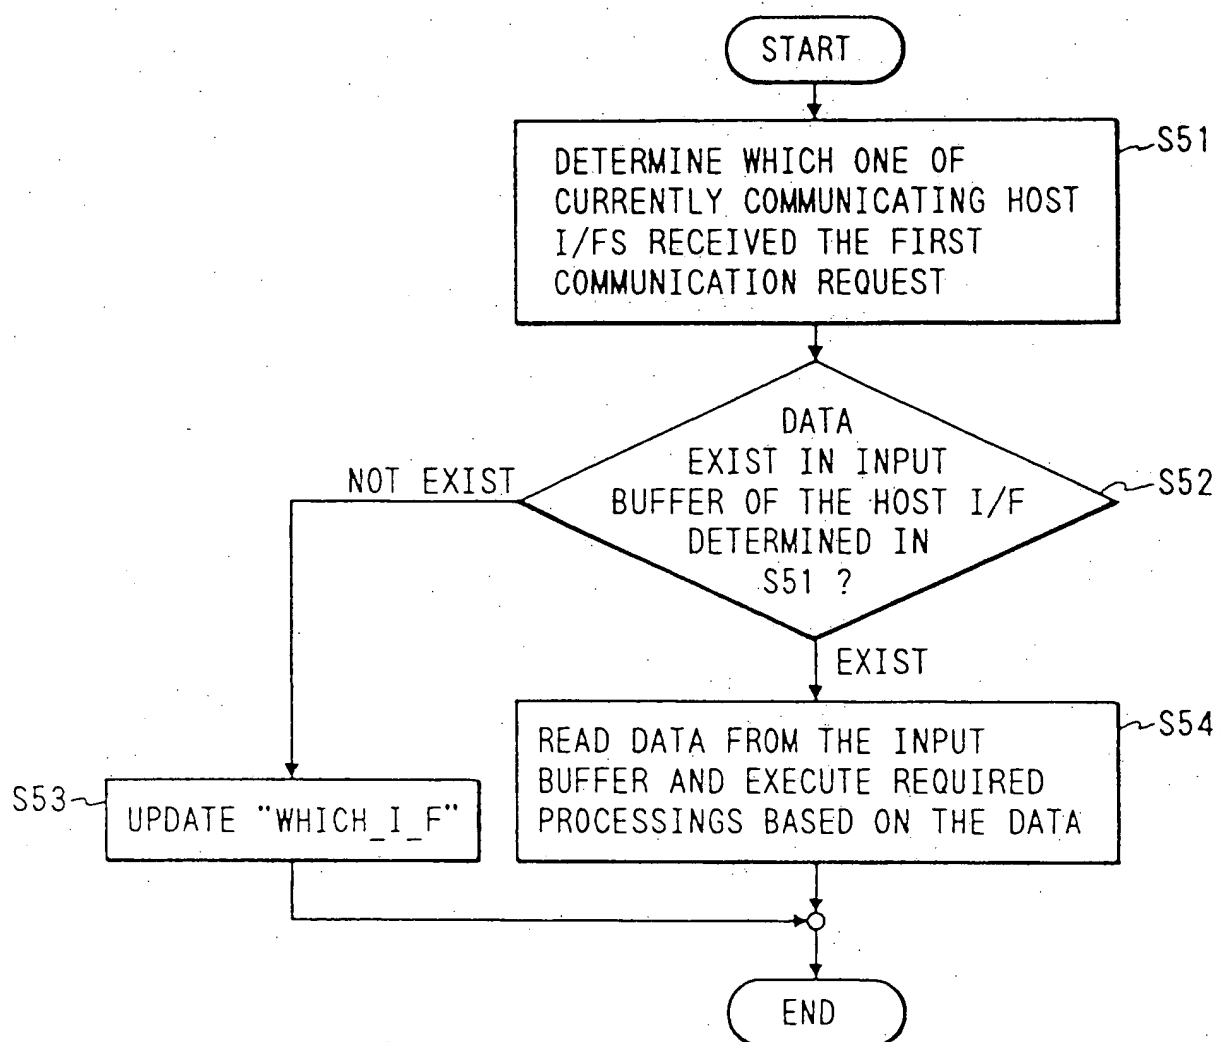 START
S51
DETERMINE WHICH ONE OF
CURRENTLY COMMUNICATING HOST
I/FS RECEIVED THE FIRST
COMMUNICATION REQUEST
DATA
EXIST IN INPUT
BUFFER OF THE HOST I/F
DETERMINED IN
S51 ?
S52
NOT EXIST
EXIST
S54
READ DATA FROM THE INPUT
BUFFER AND EXECUTE REQUIRED
PROCESSINGS BASED ON THE DATA
S53
UPDATE "WHICH_I_F"
END